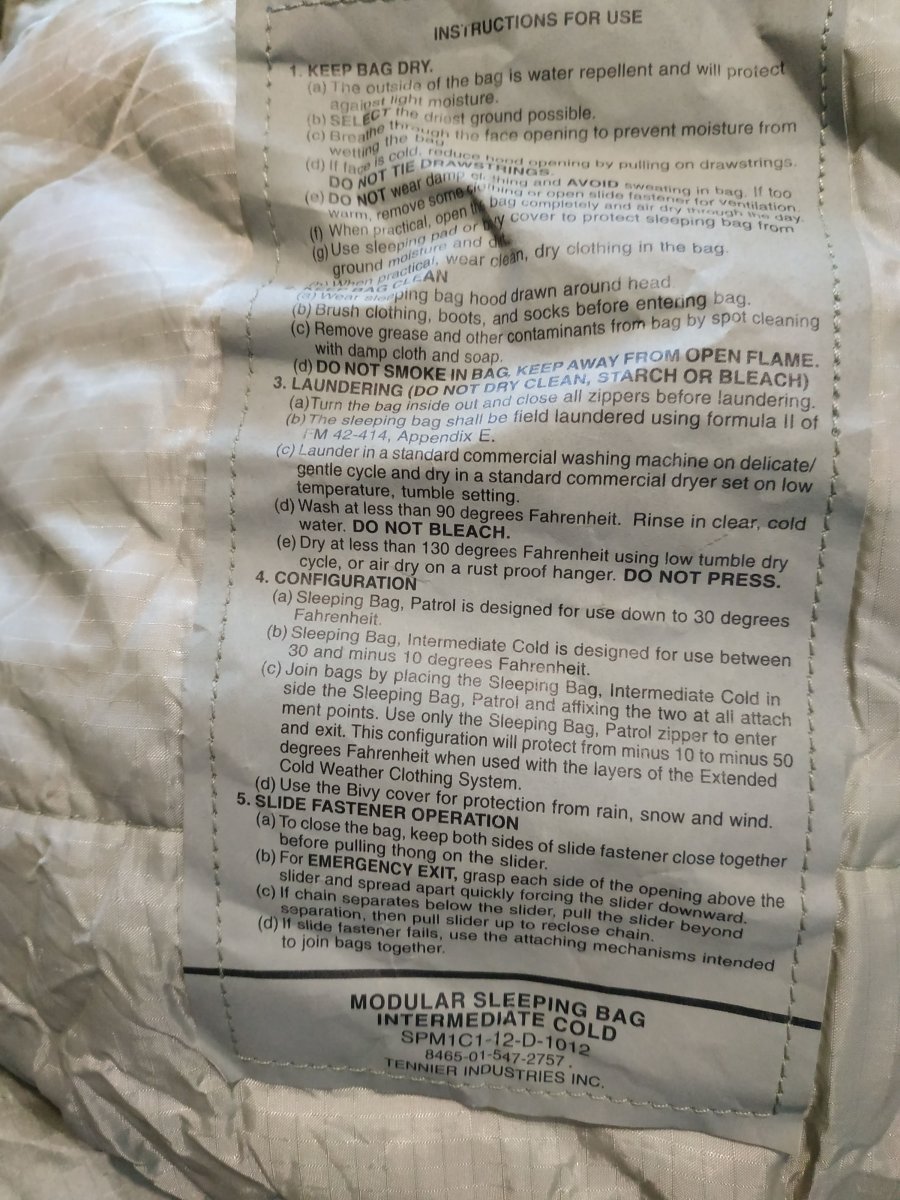 INSTRUCTIONS FOR USE
1. KEEP BAG DRY.
(a) The outside of the bag is water repellent and will protect
against light moisture.
(b) SELECT the driest ground possible.
(c) Breathe through the face opening to prevent moisture from
wetting the bag.
(d) If face is cold, reduce hood opening by pulling on drawstrings.
DO NOT TIE DRAWSTRINGS.
(e) DO NOT wear damp clothing and AVOID sweating in bag. If too
warm, remove some clothing or open slide fastener for ventilation.
(f) When practical, open the bag completely and air dry through the day.
(g) Use sleeping pad or bivy cover to protect sleeping bag from
ground moisture and
(h) When practical, wear clean, dry clothing in the bag.
KEEP BAG CLEAN
(a) Wear sleeping bag hood drawn around head
(b) Brush clothing, boots, and socks before entering bag.
(c) Remove grease and other contaminants from bag by spot cleaning
with damp cloth and soap.
(d) DO NOT SMOKE IN BAG, KEEP AWAY FROM OPEN FLAME.
3. LAUNDERING (DO NOT DRY CLEAN, STARCH OR BLEACH)
(a) Turn the bag inside out and close all zippers before laundering.
(b) The sleeping bag shall be field laundered using formula II of
FM 42-414, Appendix E.
(c) Launder in a standard commercial washing machine on delicate/
gentle cycle and dry in a standard commercial dryer set on low
temperature, tumble setting.
(d) Wash at less than 90 degrees Fahrenheit. Rinse in clear, cold
water. DO NOT BLEACH.
(e) Dry at less than 130 degrees Fahrenheit using low tumble dry
cycle, or air dry on a rust proof hanger. DO NOT PRESS.
4. CONFIGURATION
(a) Sleeping Bag, Patrol is designed for use down to 30 degrees
Fahrenheit.
(b) Sleeping Bag, Intermediate Cold is designed for use between
30 and minus 10 degrees Fahrenheit.
(c) Join bags by placing the Sleeping Bag, Intermediate Cold in
side the Sleeping Bag, Patrol and affixing the two at all attach
ment points. Use only the Sleeping Bag, Patrol zipper to enter
and exit. This configuration will protect from minus 10 to minus 50
degrees Fahrenheit when used with the layers of the Extended
Cold Weather Clothing System.
(d) Use the Bivy cover for protection from rain, snow and wind.
5. SLIDE FASTENER OPERATION
(a) To close the bag, keep both sides of slide fastener close together
before pulling thong on the slider.
(b) For EMERGENCY EXIT, grasp each side of the opening above the
slider and spread apart quickly forcing the slider downward.
(c) If chain separates below the slider, pull the slider beyond
separation, then pull slider up to reclose chain.
(d) If slide fastener fails, use the attaching mechanisms intended
to join bags together.
MODULAR SLEEPING BAG
INTERMEDIATE COLD
SPM1C1-12-D-1012
8465-01-547-2757
TENNIER INDUSTRIES INC.